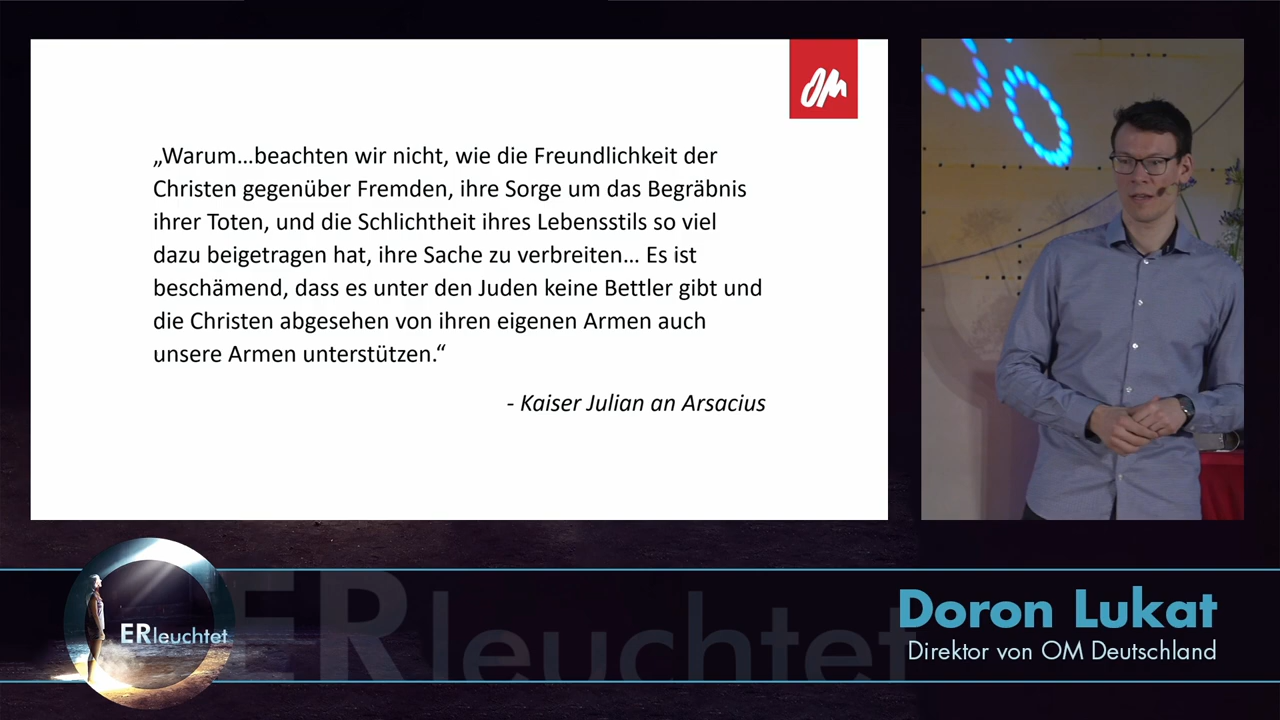 OM
„Warum...beachten wir nicht, wie die Freundlichkeit der
Christen gegenüber Fremden, ihre Sorge um das Begräbnis
ihrer Toten, und die Schlichtheit ihres Lebensstils so viel
dazu beigetragen hat, ihre Sache zu verbreiten... Es ist
beschämend, dass es unter den Juden keine Bettler gibt und
die Christen abgesehen von ihren eigenen Armen auch
unsere Armen unterstützen.“
- Kaiser Julian an Arsacius
ERleuchtet
ERleuchtet
Doron Lukat
Direktor von OM Deutschland